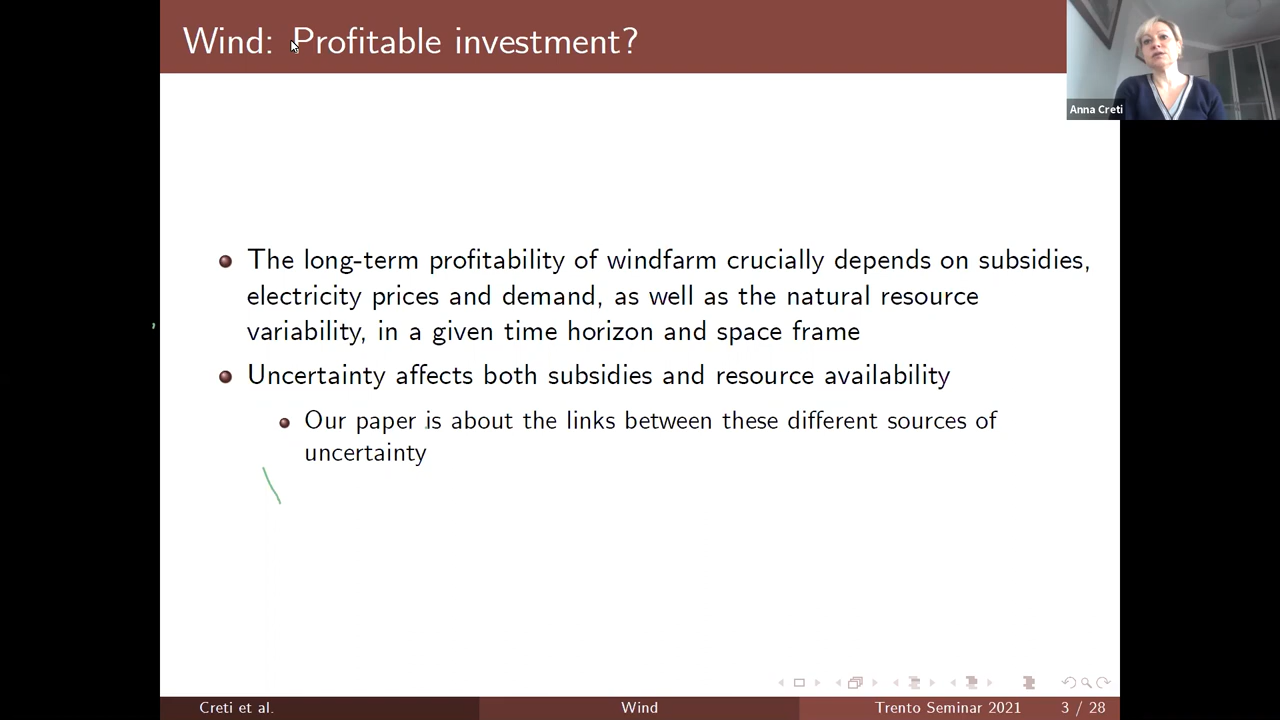 Wind: Profitable investment?
Anna Creti
The long-term profitability of windfarm crucially depends on subsidies,
electricity prices and demand, as well as the natural resource
variability, in a given time horizon and space frame
Uncertainty affects both subsidies and resource availability
Our paper is about the links between these different sources of
uncertainty
Creti et al.
Wind
Trento Seminar 2021
3 / 28